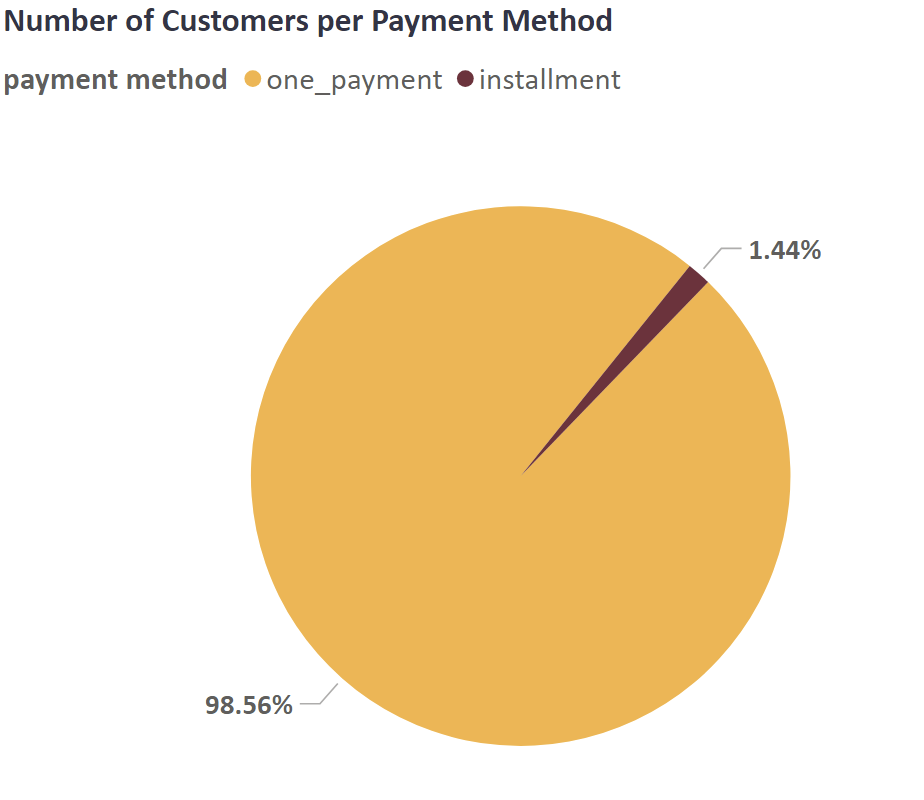 Number of Customers per Payment Method
payment method one_payment installment
1.44%
98.56%